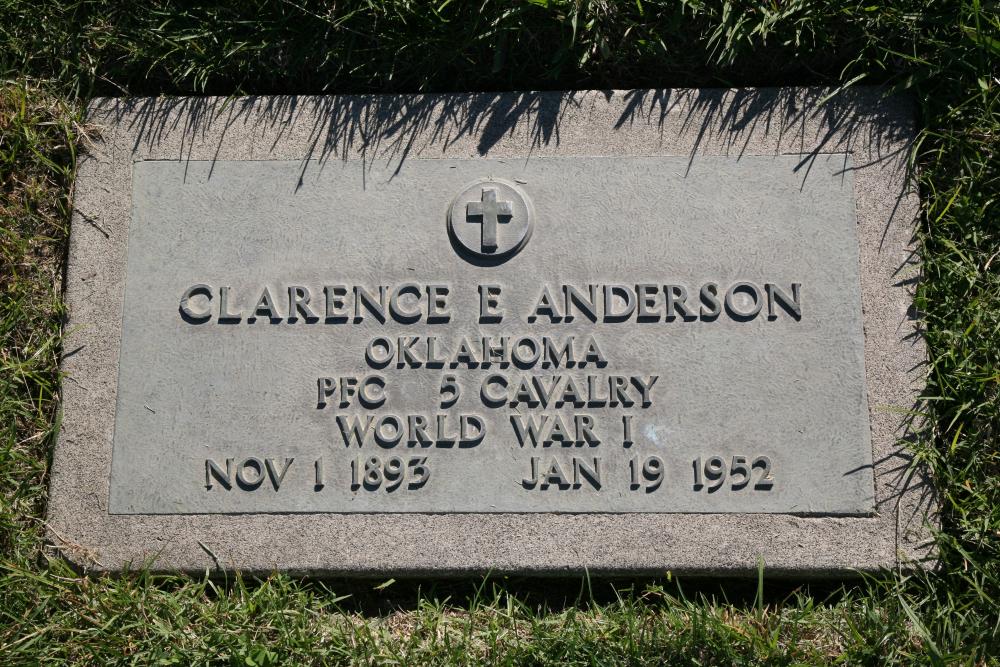 CLARENCE E ANDERSON
OKLAHOMA
PFC 5 CAVALRY
WORLD WAR I
NOV 1 1893 JAN 19 1952